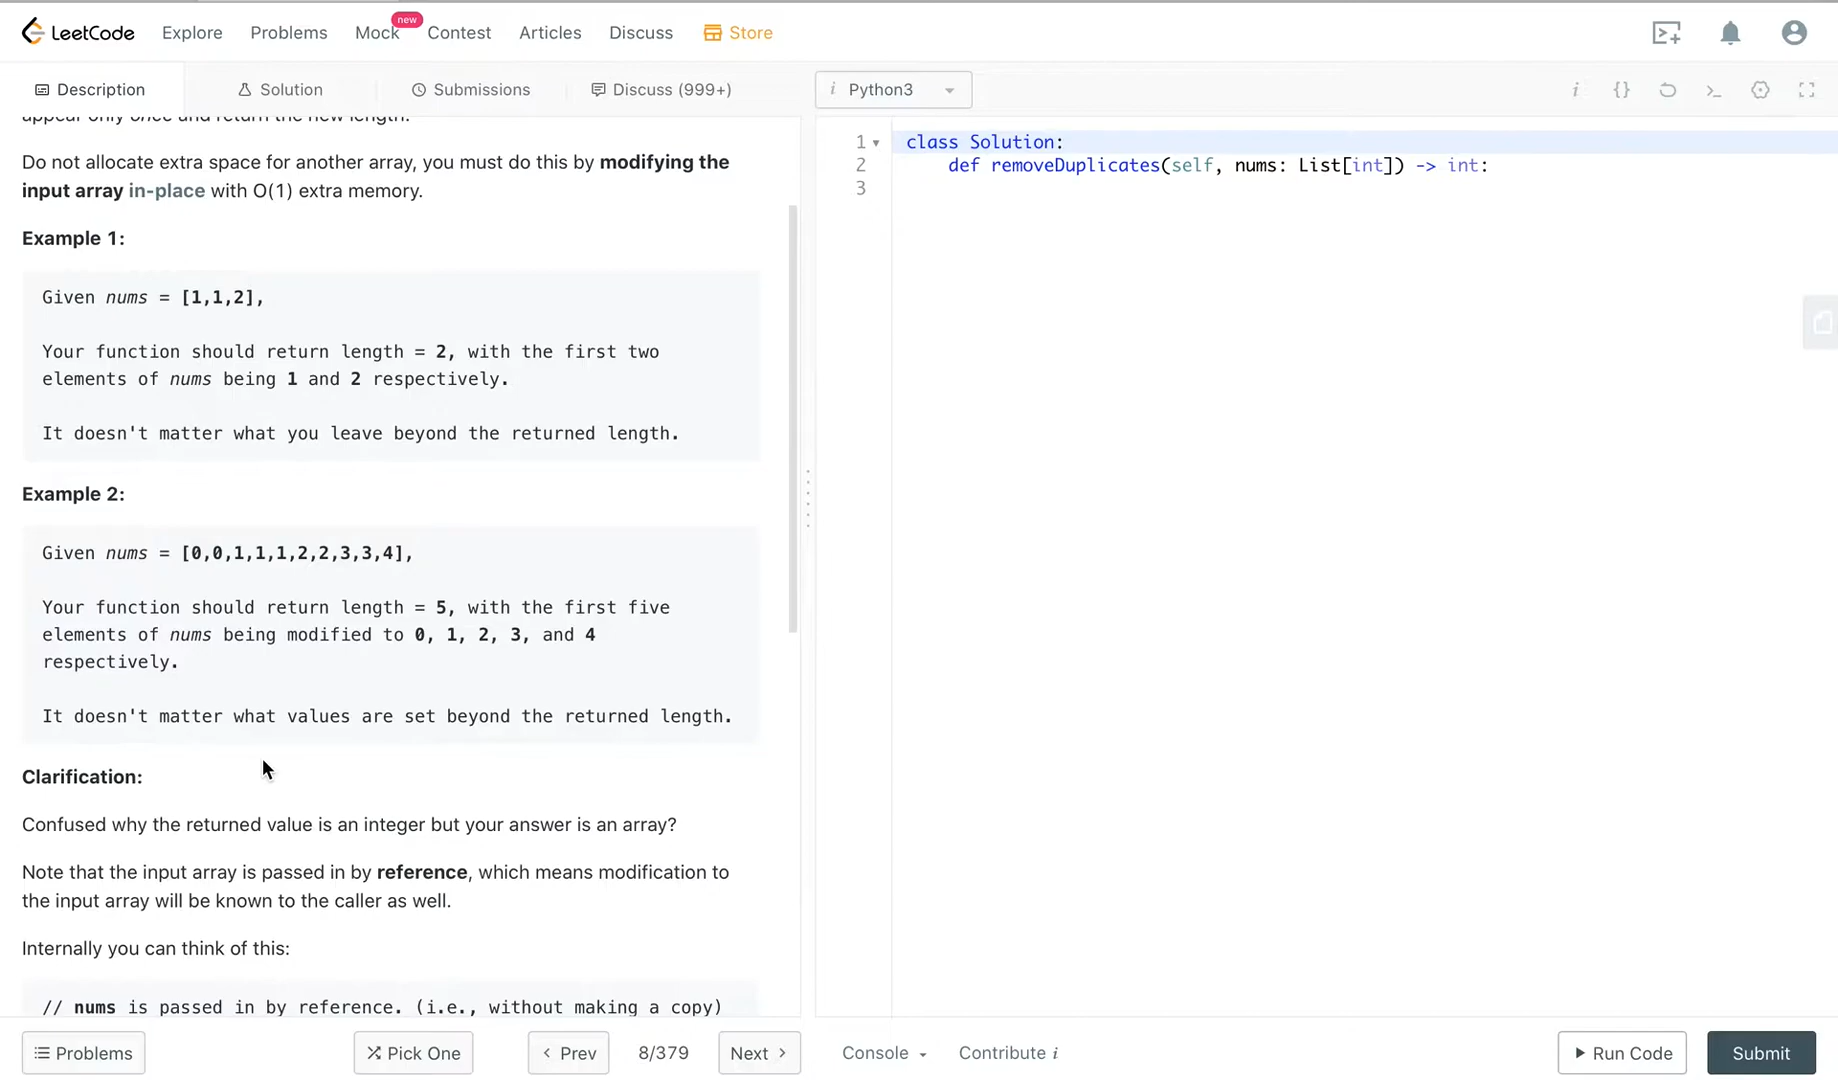 LeetCode Explore Problems Mock new Contest Articles Discuss Store
Description Solution Submissions Discuss (999+)
appear only once and return the new length.
Do not allocate extra space for another array, you must do this by modifying the
input array in-place with O(1) extra memory.
Example 1:
Given nums = [1,1,2],
Your function should return length = 2, with the first two
elements of nums being 1 and 2 respectively.
It doesn't matter what you leave beyond the returned length.
Example 2:
Given nums = [0,0,1,1,1,2,2,3,3,4],
Your function should return length = 5, with the first five
elements of nums being modified to 0, 1, 2, 3, and 4
respectively.
It doesn't matter what values are set beyond the returned length.
Clarification:
Confused why the returned value is an integer but your answer is an array?
Note that the input array is passed in by reference, which means modification to
the input array will be known to the caller as well.
Internally you can think of this:
// nums is passed in by reference. (i.e., without making a copy)
Problems Pick One Prev 8/379 Next
i Python3 i {}
1 class Solution:
2 def removeDuplicates(self, nums: List[int]) -> int:
3
Console Contribute i Run Code Submit